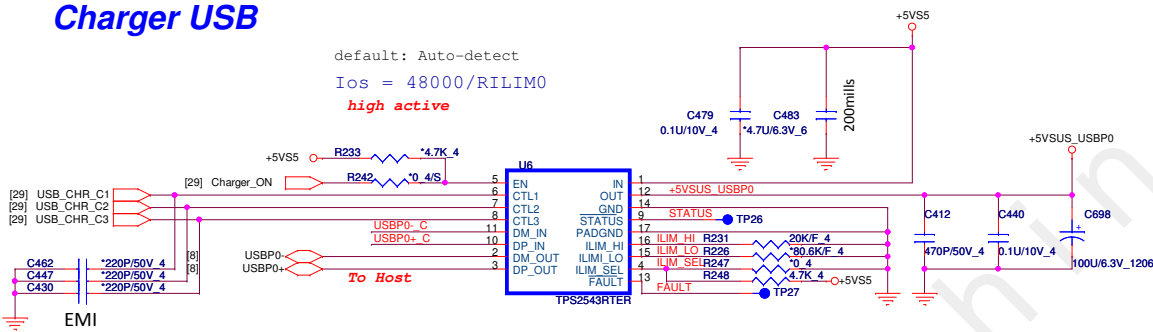 Charger USB
default: Auto-detect
Ios = 48000/RILIM0
high active
+5VS5
C479
0.1U/10V_4
C483
*4.7U/6.3V_6
200mills
+5VSUS_USBP0
+5VS5
R233
*4.7K_4
[29] Charger_ON
R242
*0_4/S
[29] USB_CHR_C1
[29] USB_CHR_C2
[29] USB_CHR_C3
USBP0-_C
USBP0+_C
[8]
[8]
USBP0-
USBP0+
To Host
C462
*220P/50V_4
C447
*220P/50V_4
C430
*220P/50V_4
EMI
U6
5 EN
6 CTL1
7 CTL2
8 CTL3
11 DM_IN
10 DP_IN
2 DM_OUT
3 DP_OUT
IN 1
OUT 12
GND 14
STATUS 9
PADGND 17
ILIM_HI 16
ILIMI_LO 15
ILIM_SEL 4
FAULT 13
TPS2543RTER
+5VSUS_USBP0
STATUS
TP26
ILIM_HI R231 20K/F_4
ILIM_LO R226 *80.6K/F_4
ILIM_SEL R247 *0_4
R248 4.7K_4
+5VS5
FAULT
TP27
C412
470P/50V_4
C440
0.1U/10V_4
C698
+
100U/6.3V_1206
h i n